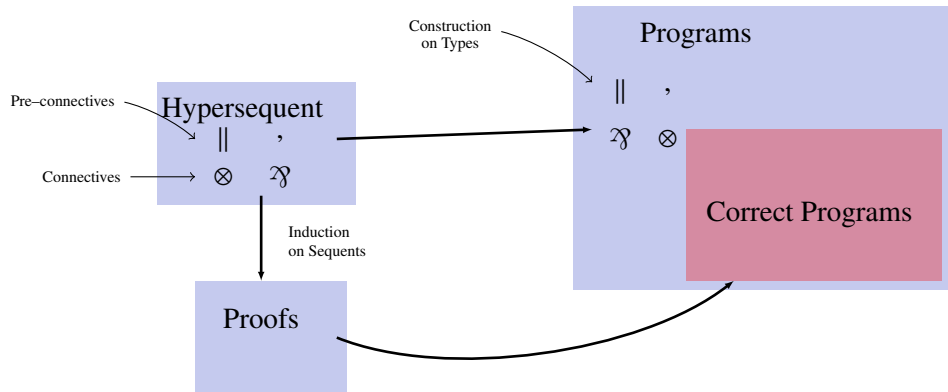 Construction
on Types
Programs
Pre–connectives
Hypersequent
∥ ,
∥ ,
⅋ ⊗
Connectives
⊗ ⅋
Correct Programs
Induction
on Sequents
Proofs